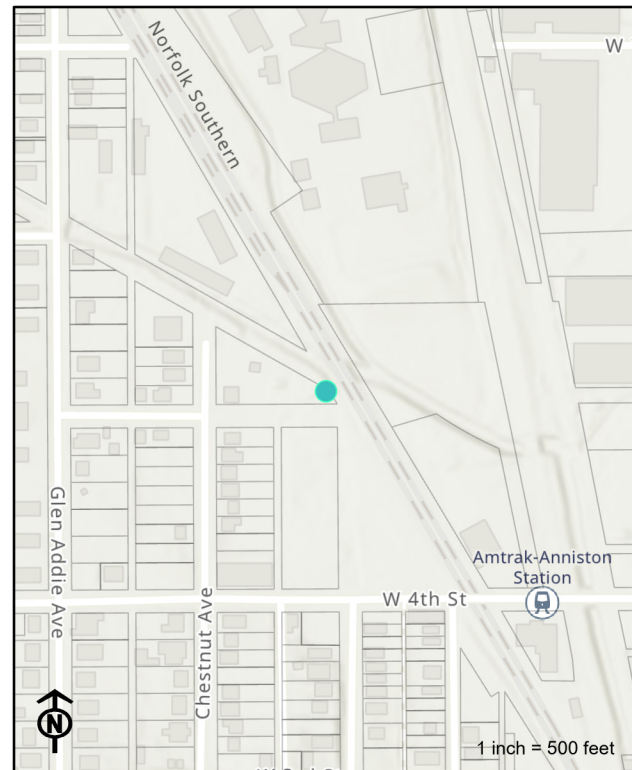 Norfolk Southern
W
Glen Addie Ave
Chestnut Ave
Amtrak-Anniston
Station
W 4th St
N
1 inch = 500 feet